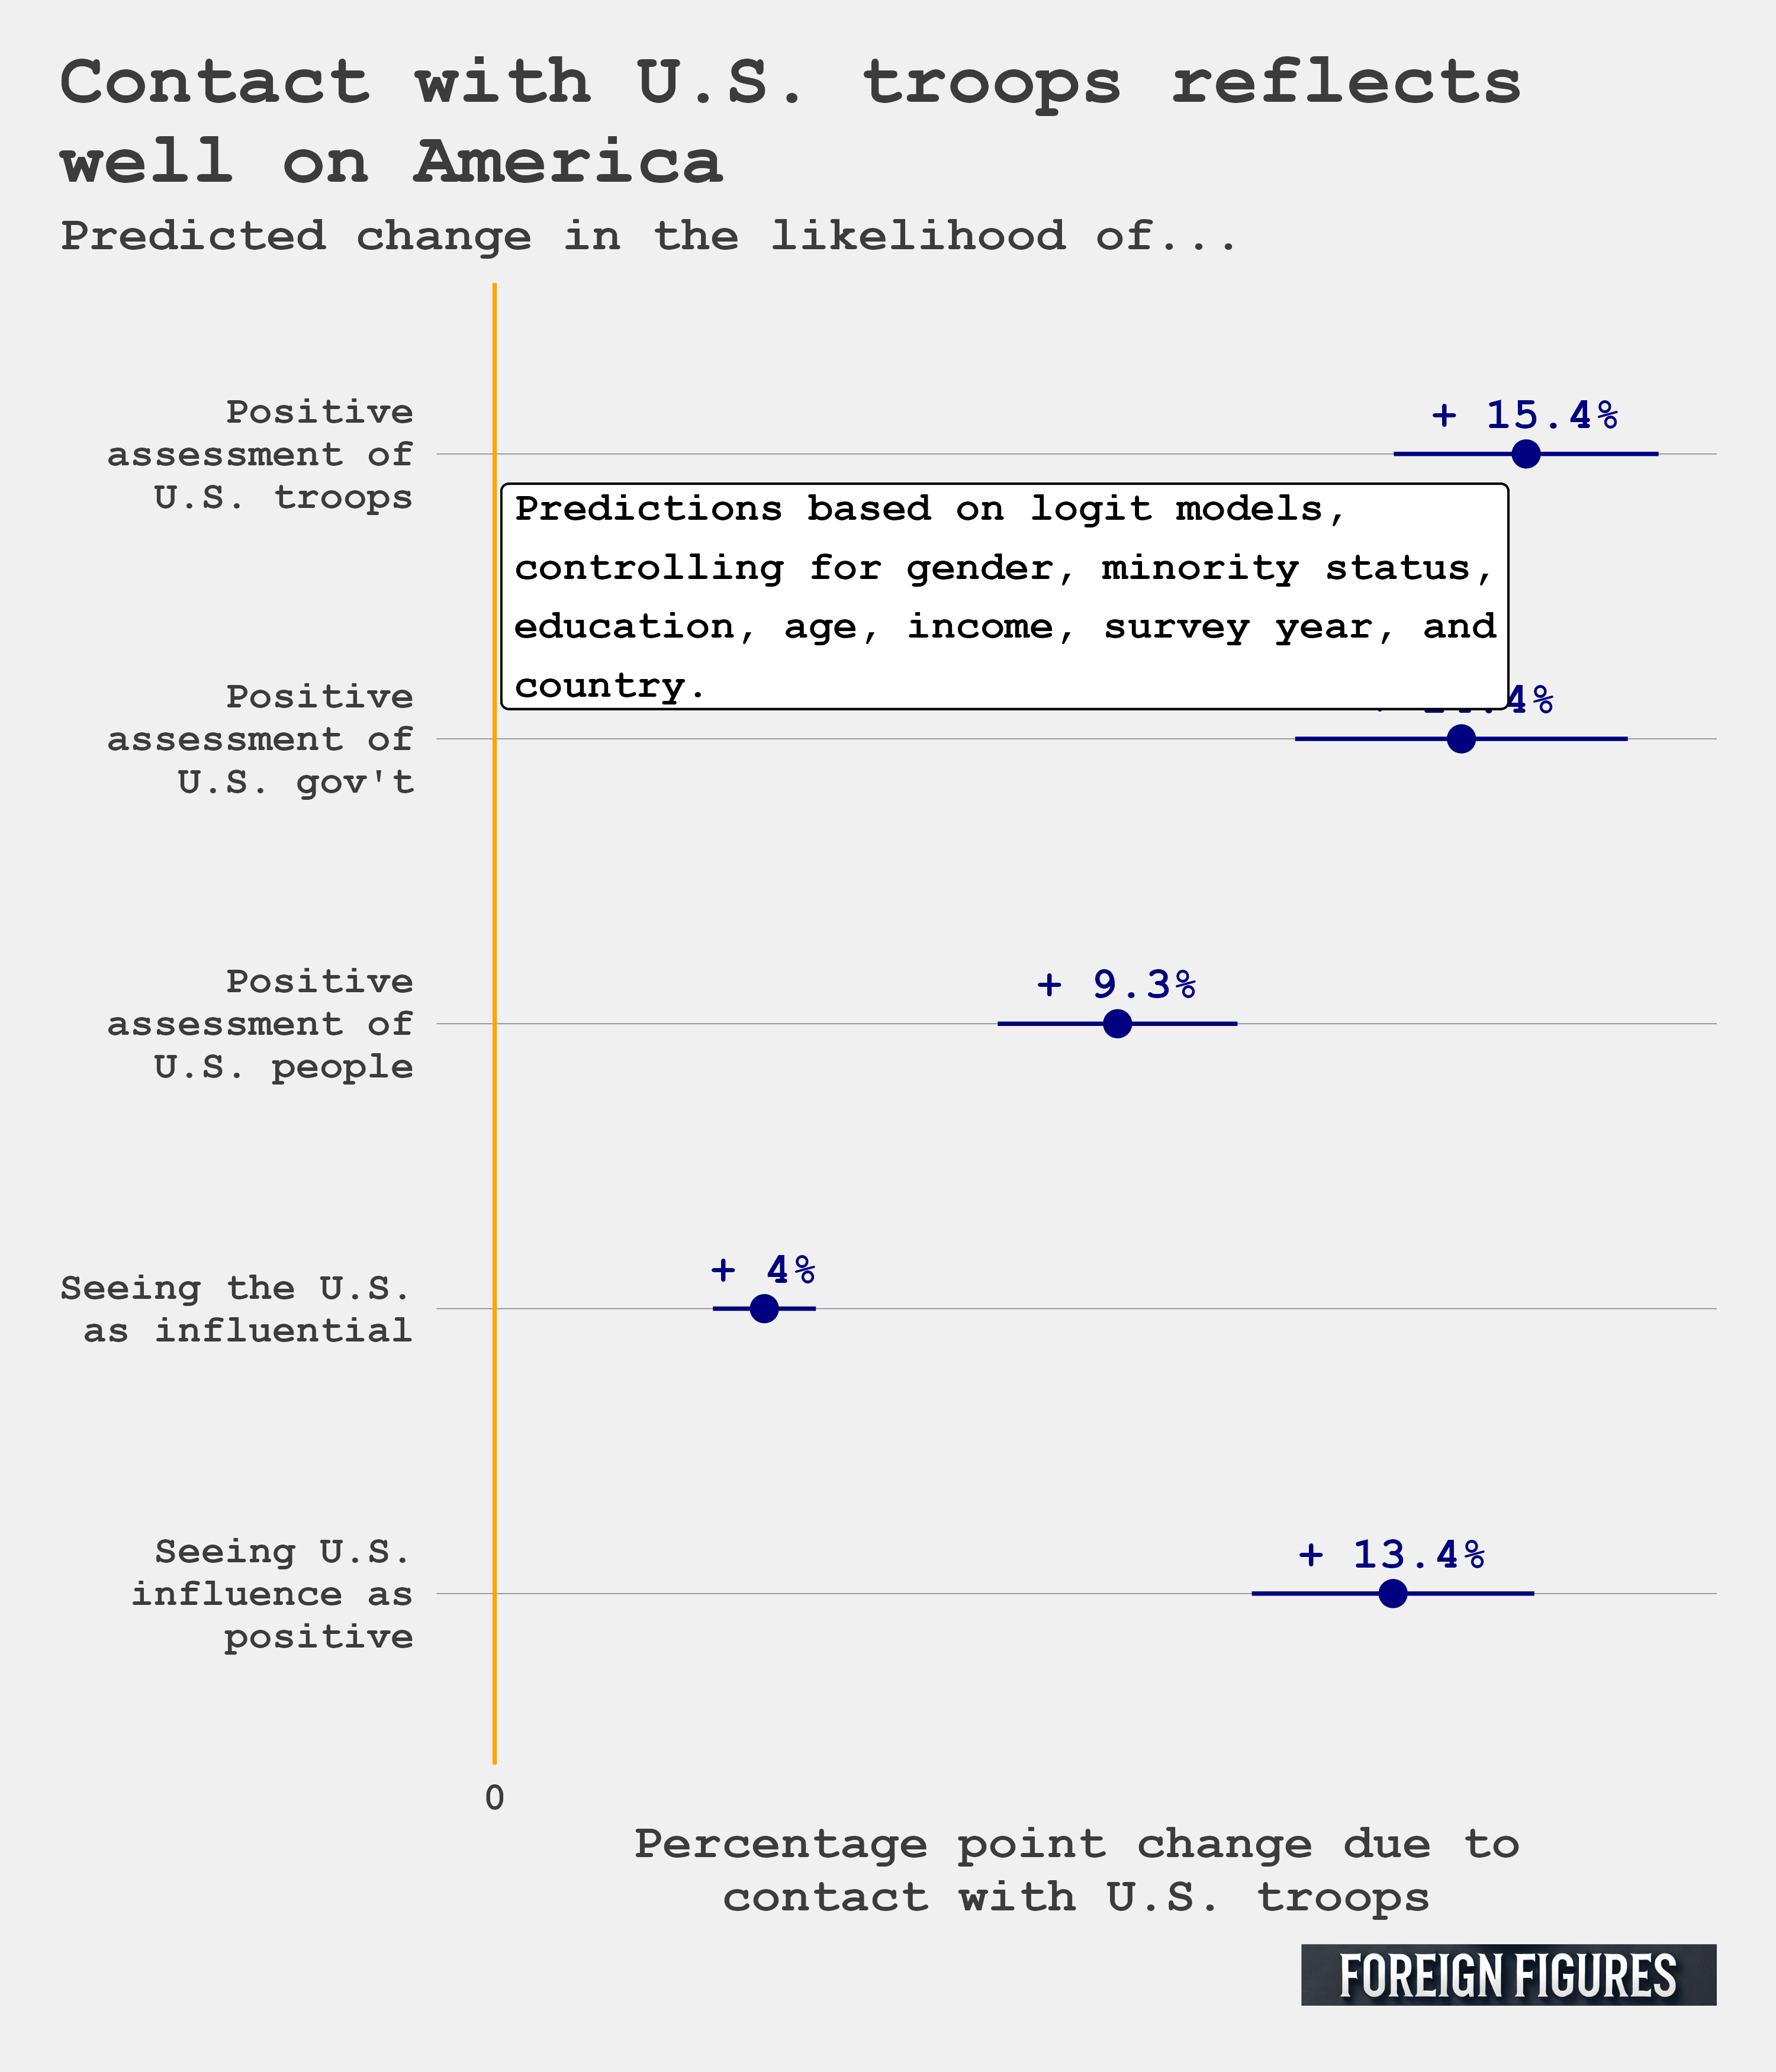 Contact with U.S. troops reflects
well on America
Predicted change in the likelihood of...
Positive
assessment of
U.S. troops
+ 15.4%
Predictions based on logit models,
controlling for gender, minority status,
education, age, income, survey year, and
country.
Positive
assessment of
U.S. gov't
4%
Positive
assessment of
U.S. people
+ 9.3%
Seeing the U.S.
as influential
+ 4%
Seeing U.S.
influence as
positive
+ 13.4%
0
Percentage point change due to
contact with U.S. troops
FOREIGN FIGURES